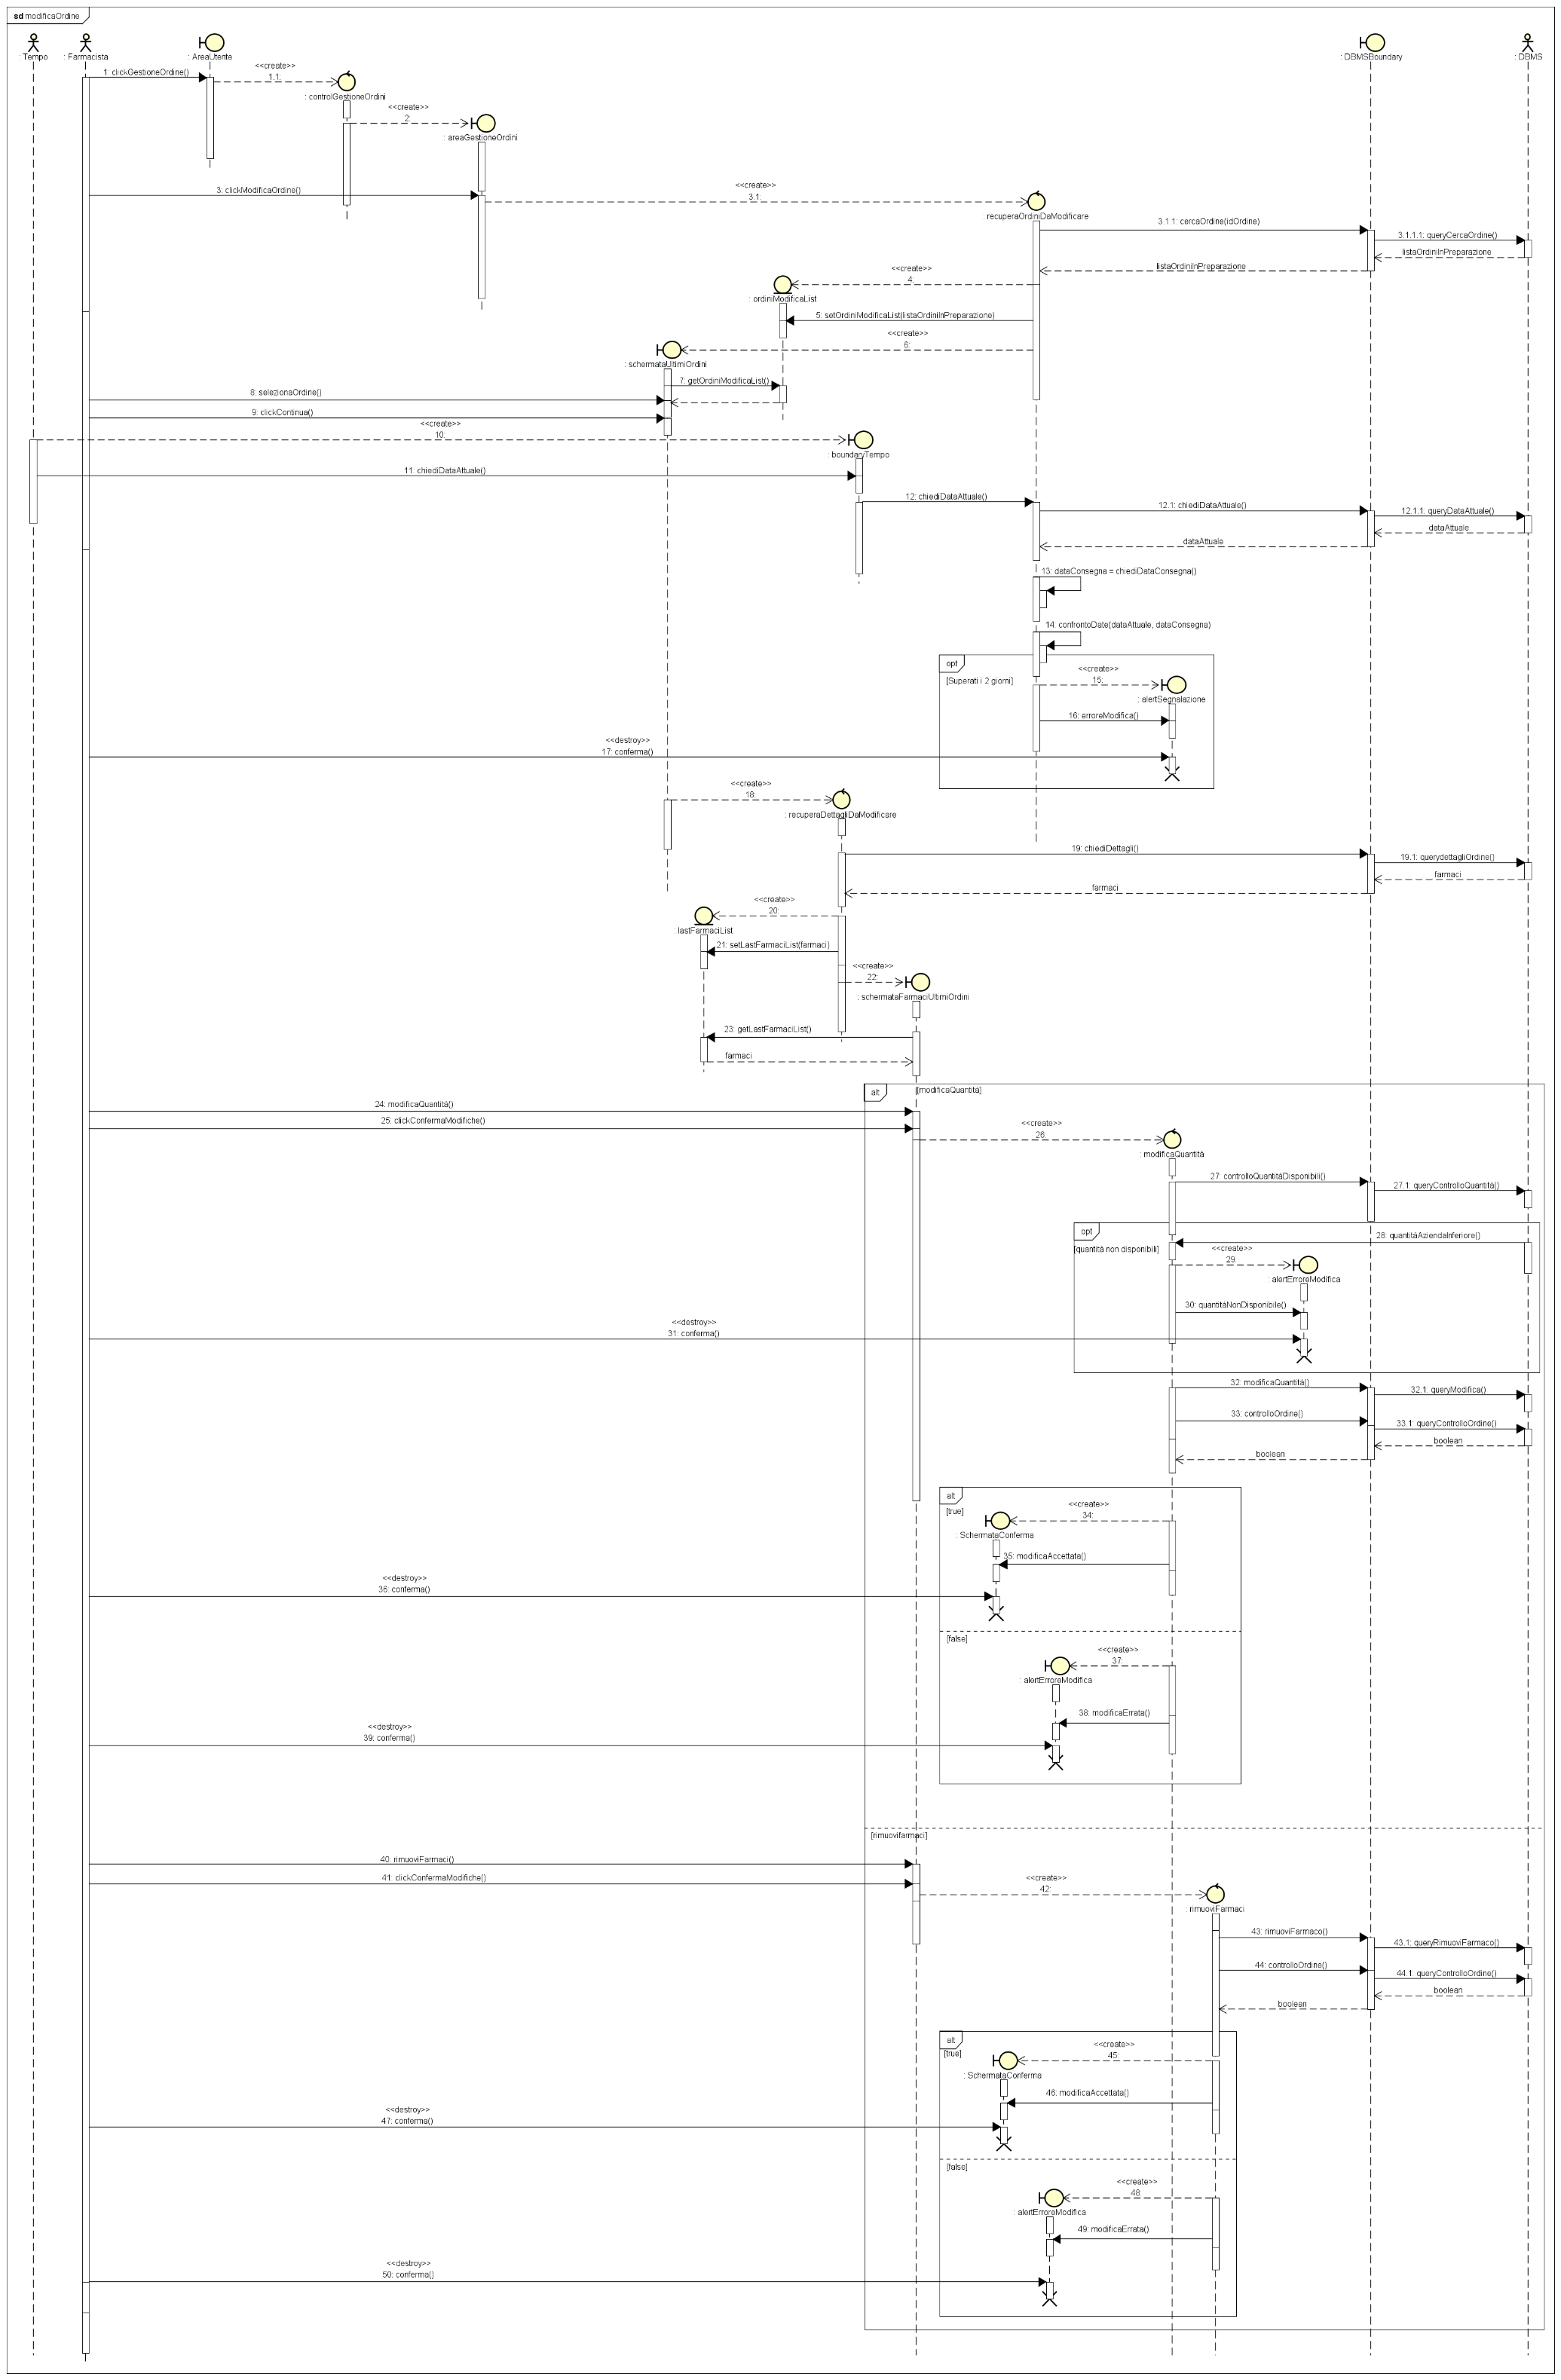 sd modificaOrdine
: Tempo
: Farmacista
: AreaUtente
: DBMSBoundary
: DBMS
1: clickGestioneOrdine()
<<create>>
1.1:
: controlGestioneOrdini
<<create>>
2:
: areaGestioneOrdini
3: clickModificaOrdine()
<<create>>
3.1:
: recuperaOrdiniDaModificare
3.1.1: cercaOrdine(idOrdine)
3.1.1.1: queryCercaOrdine()
listaOrdiniInPreparazione
listaOrdiniInPreparazione
<<create>>
4:
: ordiniModificaList
5: setOrdiniModificaList(listaOrdiniInPreparazione)
<<create>>
6:
: schermataUltimiOrdini
7: getOrdiniModificaList()
8: selezionaOrdine()
9: clickContinua()
<<create>>
10:
: boundaryTempo
11: chiediDataAttuale()
12: chiediDataAttuale()
12.1: chiediDataAttuale()
12.1.1: queryDataAttuale()
dataAttuale
dataAttuale
13: dataConsegna = chiediDataConsegna()
14: confrontoDate(dataAttuale, dataConsegna)
opt
[Superati i 2 giorni]
<<create>>
15:
: alertSegnalazione
16: erroreModifica()
<<destroy>>
17: conferma()
<<create>>
18:
: recuperaDettagliDaModificare
19: chiediDettagli()
19.1: querydettagliOrdine()
farmaci
farmaci
<<create>>
20:
: lastFarmaciList
21: setLastFarmaciList(farmaci)
<<create>>
22:
: schermataFarmaciUltimiOrdini
23: getLastFarmaciList()
farmaci
alt
[modificaQuantità]
24: modificaQuantità()
25: clickConfermaModifiche()
<<create>>
26:
: modificaQuantità
27: controlloQuantitàDisponibili()
27.1: queryControlloQuantità()
opt
[quantità non disponibili]
28: quantitàAziendaInferiore()
<<create>>
29:
: alertErroreModifica
30: quantitàNonDisponibile()
<<destroy>>
31: conferma()
32: modificaQuantità()
32.1: queryModifica()
33: controlloOrdine()
33.1: queryControlloOrdine()
boolean
boolean
alt
[true]
<<create>>
34:
: SchermataConferma
35: modificaAccettata()
<<destroy>>
36: conferma()
[false]
<<create>>
37:
: alertErroreModifica
38: modificaErrata()
<<destroy>>
39: conferma()
[rimuovifarmaci]
40: rimuoviFarmaci()
41: clickConfermaModifiche()
<<create>>
42:
: rimuoviFarmaci
43: rimuoviFarmaco()
43.1: queryRimuoviFarmaco()
44: controlloOrdine()
44.1: queryControlloOrdine()
boolean
boolean
alt
[true]
<<create>>
45:
: SchermataConferma
46: modificaAccettata()
<<destroy>>
47: conferma()
[false]
<<create>>
48:
: alertErroreModifica
49: modificaErrata()
<<destroy>>
50: conferma()